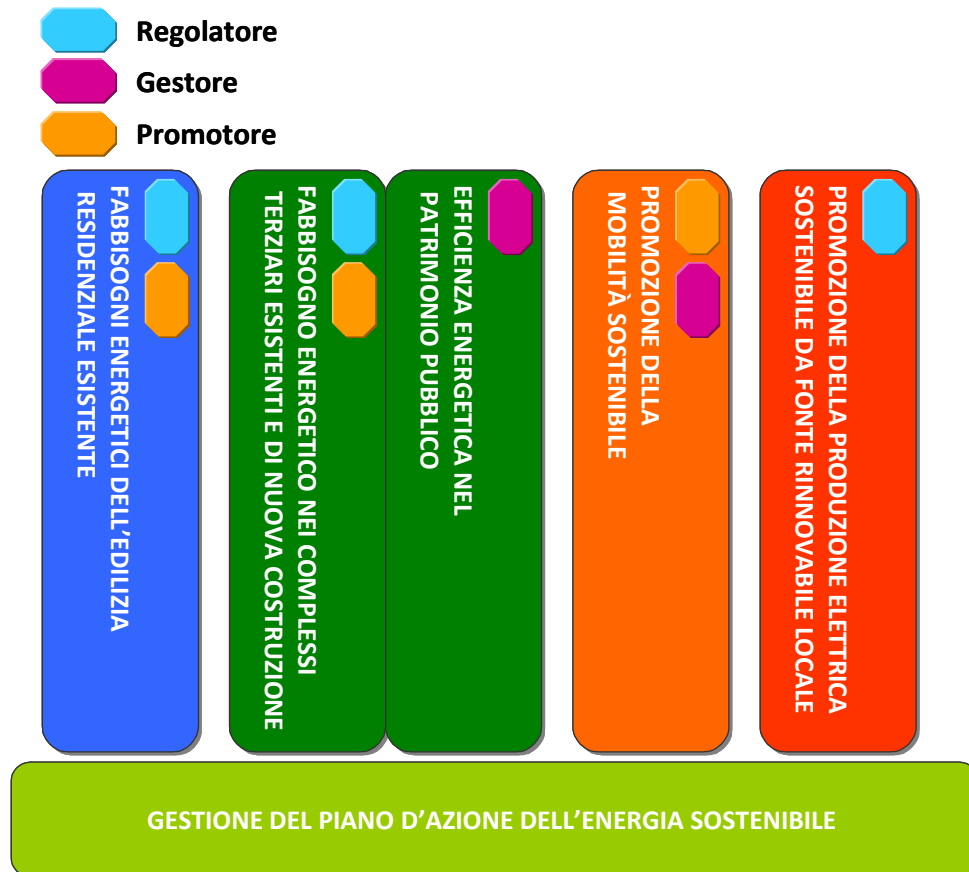 Regolatore
Gestore
Promotore
FABBISOGNI ENERGETICI DELL'EDILIZIA
RESIDENZIALE ESISTENTE
FABBISOGNO ENERGETICO NEI COMPLESSI
TERZIARI ESISTENTI E DI NUOVA COSTRUZIONE
EFFICIENZA ENERGETICA NEL
PATRIMONIO PUBBLICO
PROMOZIONE DELLA
MOBILITÀ SOSTENIBILE
PROMOZIONE DELLA PRODUZIONE ELETTRICA
SOSTENIBILE DA FONTE RINNOVABILE LOCALE
GESTIONE DEL PIANO D'AZIONE DELL'ENERGIA SOSTENIBILE